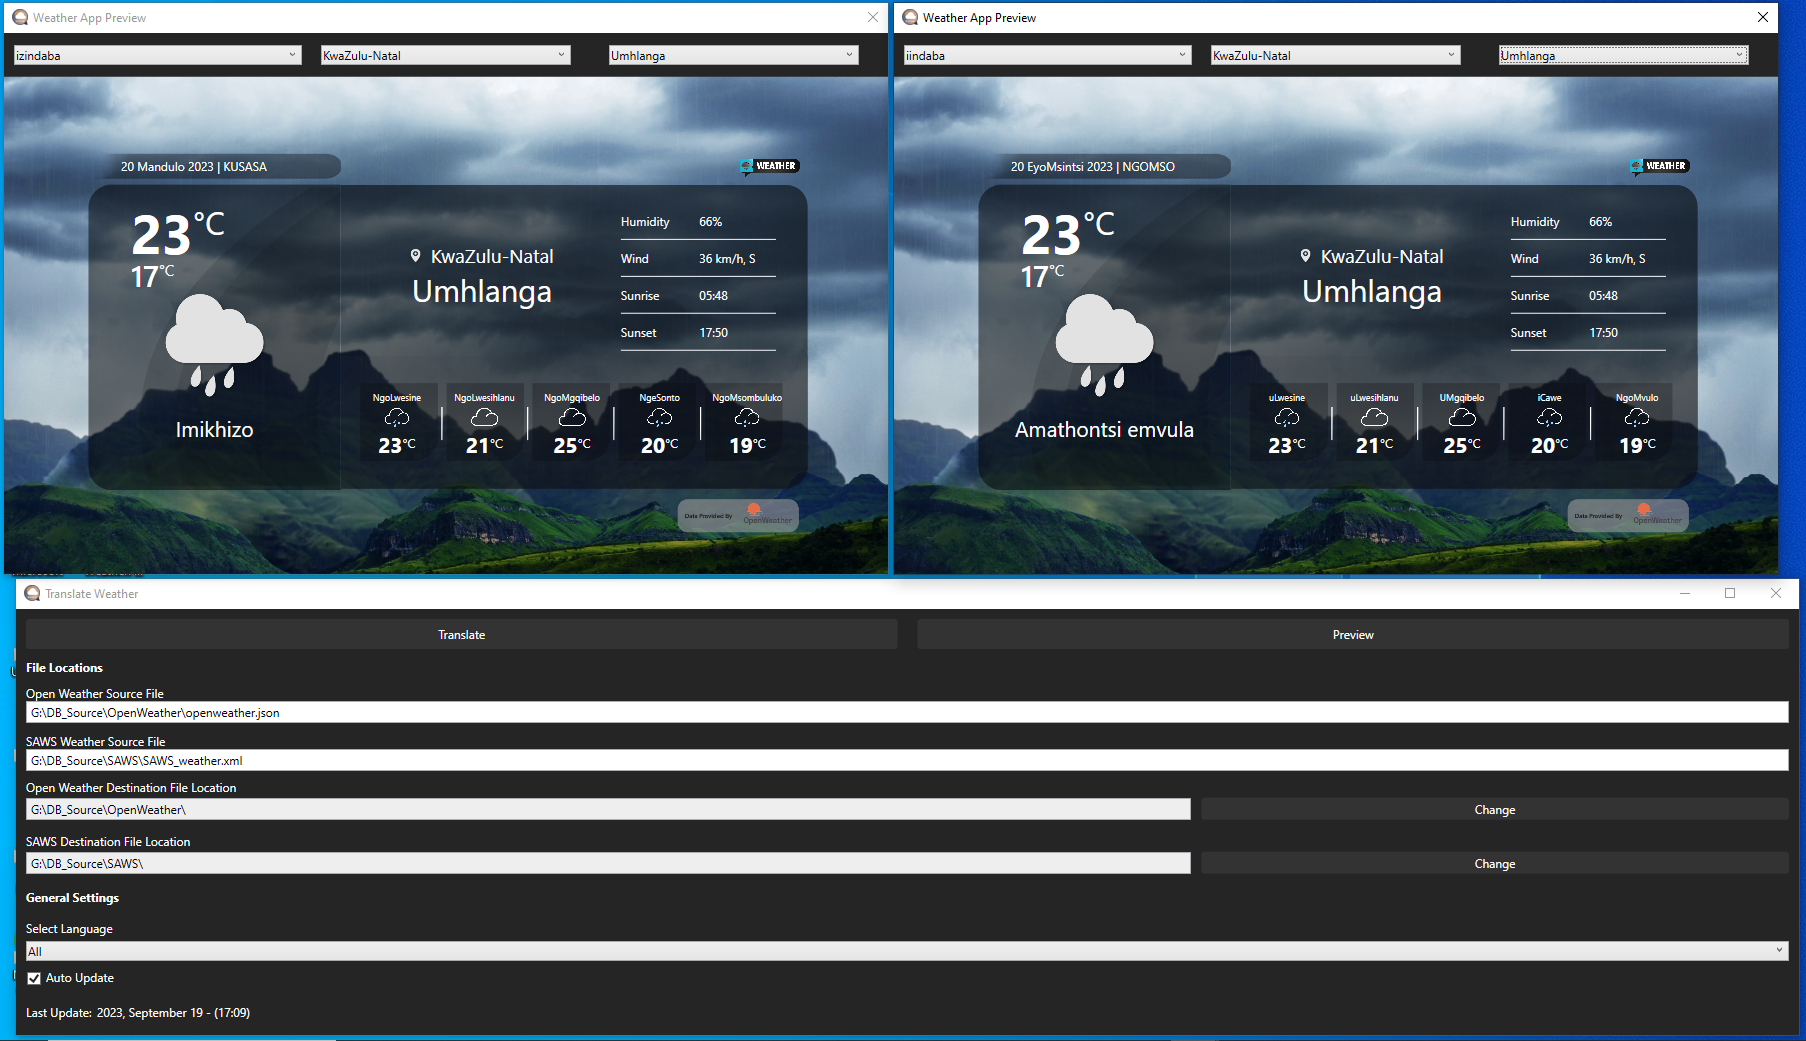 Weather App Preview
izindaba
KwaZulu-Natal
Umhlanga
20 Mandulo 2023 | KUSASA
WEATHER
23°C
17°C
Imikhizo
KwaZulu-Natal
Umhlanga
Humidity 66%
Wind 36 km/h, S
Sunrise 05:48
Sunset 17:50
NgoLwesine NgoLwesihlanu NgoMgqibelo NgeSonto NgoMsombuluko
23°C 21°C 25°C 20°C 19°C
Data Provided By OpenWeather
Weather App Preview
iindaba
KwaZulu-Natal
Umhlanga
20 EyoMsintsi 2023 | NGOMSO
WEATHER
23°C
17°C
Amathontsi emvula
KwaZulu-Natal
Umhlanga
Humidity 66%
Wind 36 km/h, S
Sunrise 05:48
Sunset 17:50
uLwesine uLwesihlanu UMgqibelo iCawe NgoMvulo
23°C 21°C 25°C 20°C 19°C
Data Provided By OpenWeather
Translate Weather
Translate
Preview
File Locations
Open Weather Source File
G:\DB_Source\OpenWeather\openweather.json
SAWS Weather Source File
G:\DB_Source\SAWS\SAWS_weather.xml
Open Weather Destination File Location
G:\DB_Source\OpenWeather\
Change
SAWS Destination File Location
G:\DB_Source\SAWS\
Change
General Settings
Select Language
All
Auto Update
Last Update: 2023, September 19 - (17:09)